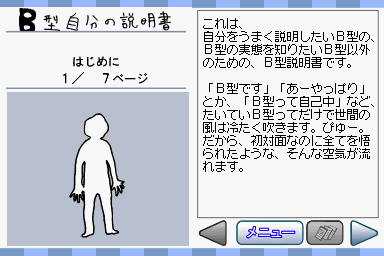 B型自分の説明書
はじめに
1／ 7ページ
これは、
自分をうまく説明したいＢ型の、
Ｂ型の実態を知りたいＢ型以外
のための、Ｂ型説明書です。
「Ｂ型です」「あーやっぱり」
とか、「Ｂ型って自己中」など、
たいていＢ型ってだけで世間の
風は冷たく吹きます。ぴゅー。
だから、初対面なのに全てを悟
られたような、そんな空気が流
れます。
メニュー